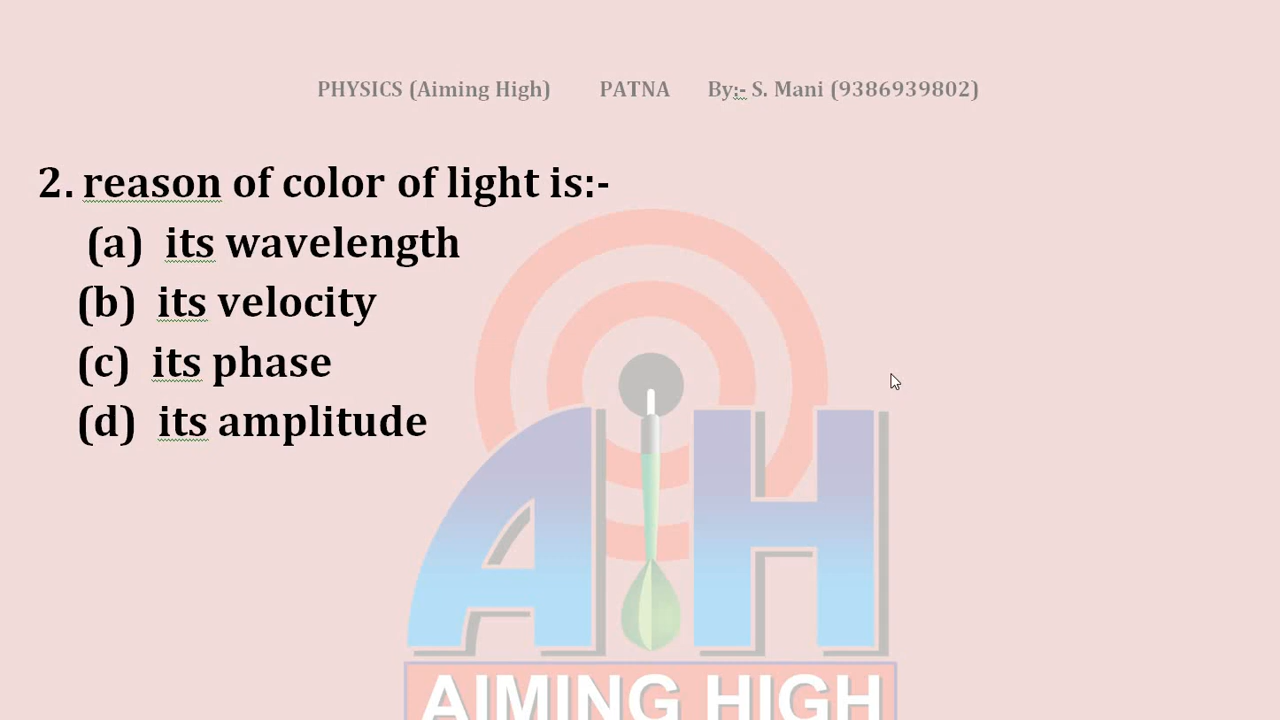 PHYSICS (Aiming High) PATNA By:- S. Mani (9386939802)
2. reason of color of light is:-
(a) its wavelength
(b) its velocity
(c) its phase
(d) its amplitude
AH
AIMING HIGH